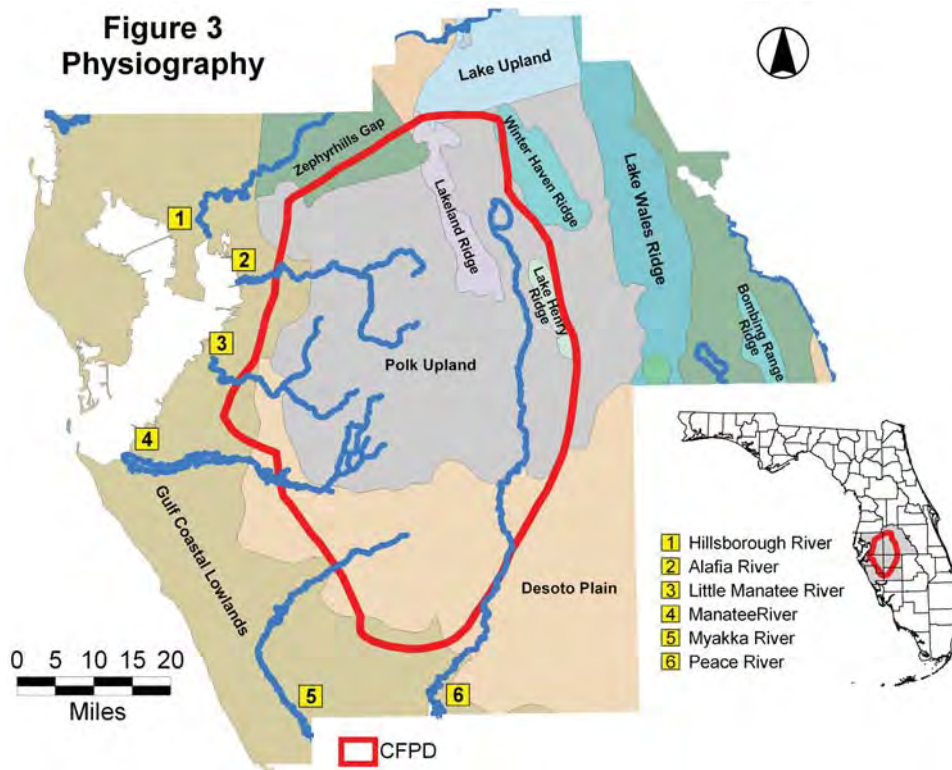 Figure 3
Physiography
Lake Upland
Zephyrhills Gap
Winter Haven Ridge
Lakeland Ridge
Lake Wales Ridge
1
2
Lake Henry
Ridge
Bombing Range
Ridge
3
Polk Upland
4
Gulf Coastal Lowlands
Desoto Plain
1 Hillsborough River
2 Alafia River
3 Little Manatee River
4 ManateeRiver
5 Myakka River
6 Peace River
0 5 10 15 20
Miles
5
6
CFPD